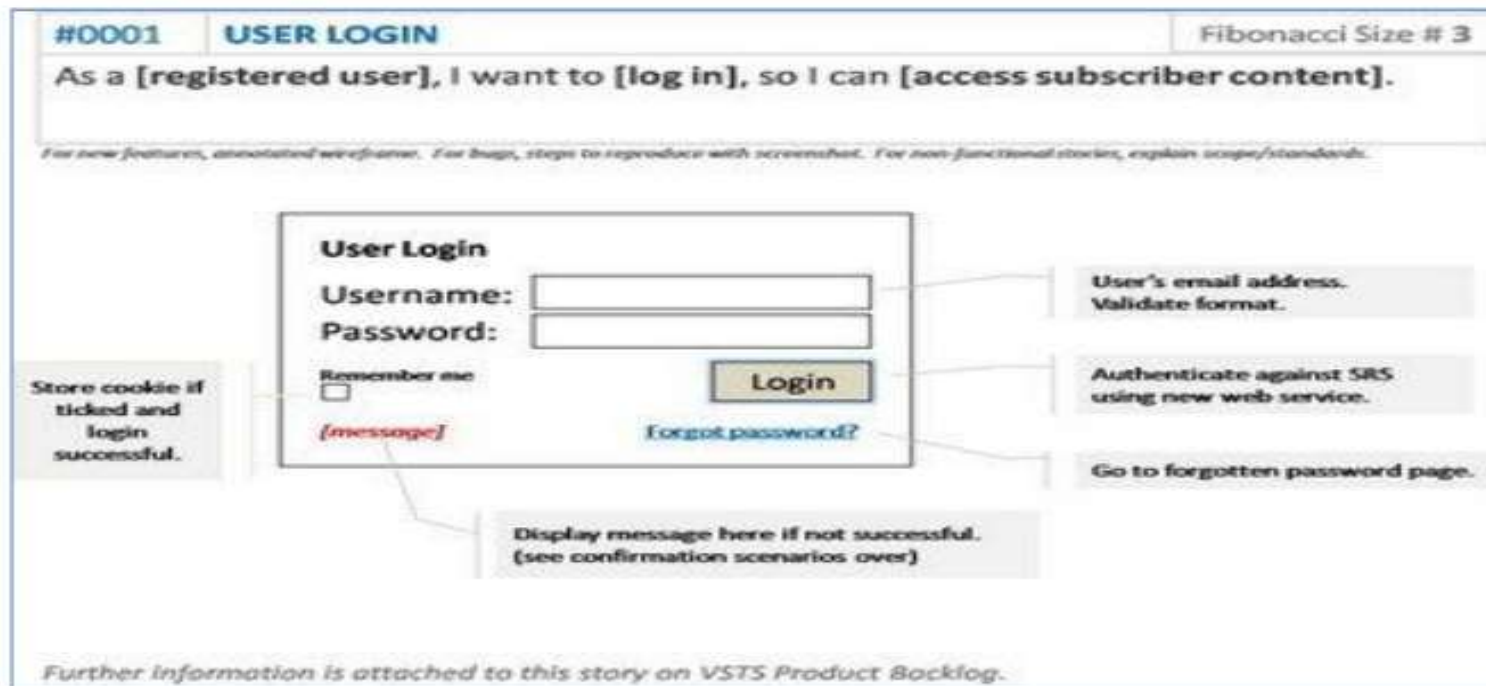 #0001 USER LOGIN Fibonacci Size # 3
As a [registered user], I want to [log in], so I can [access subscriber content].
For new features, annotated wireframe. For bugs, steps to reproduce with screenshot. For non-functional stories, explain scope/standards.
User Login
Username:
Password:
Remember me
Login
[message]
Forgot password?
Store cookie if
ticked and
login
successful.
User's email address.
Validate format.
Authenticate against SRS
using new web service.
Go to forgotten password page.
Display message here if not successful.
(see confirmation scenarios over)
Further information is attached to this story on VSTS Product Backlog.